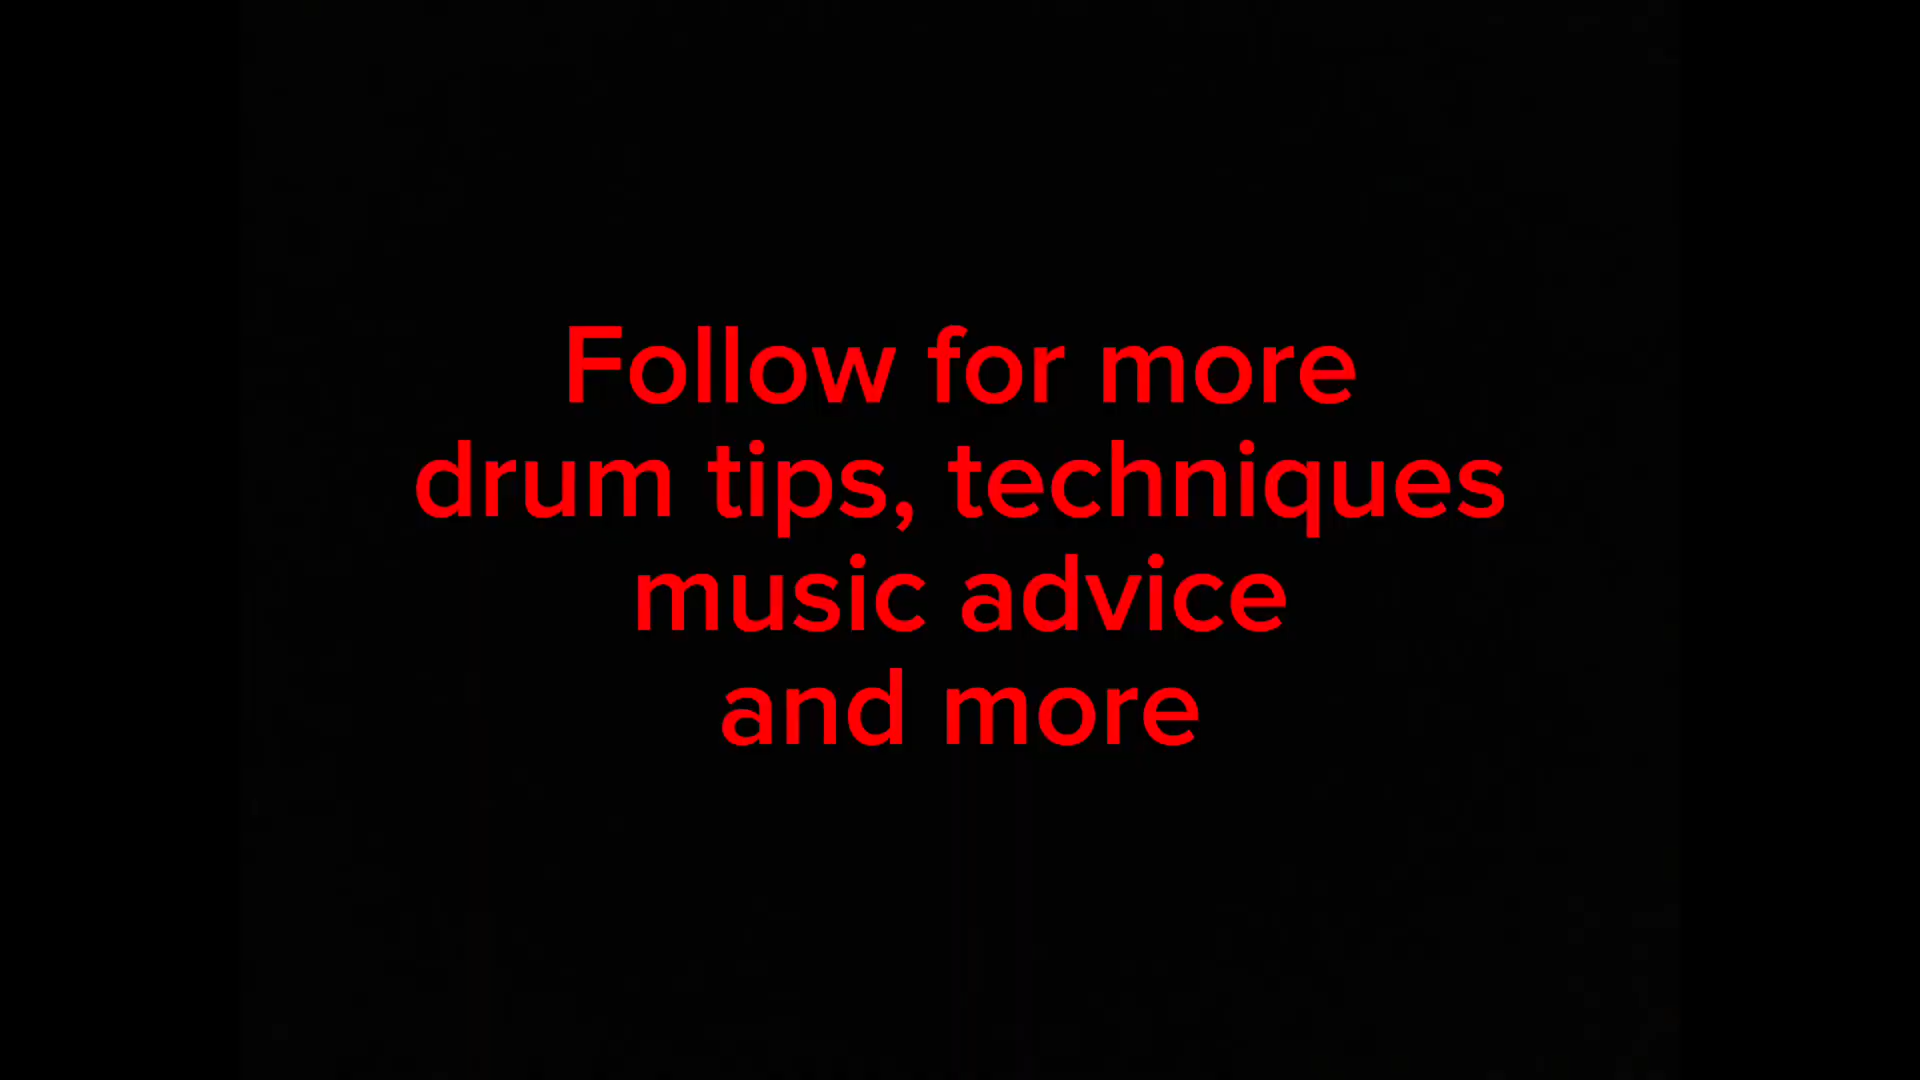 Follow for more
drum tips, techniques
music advice
and more